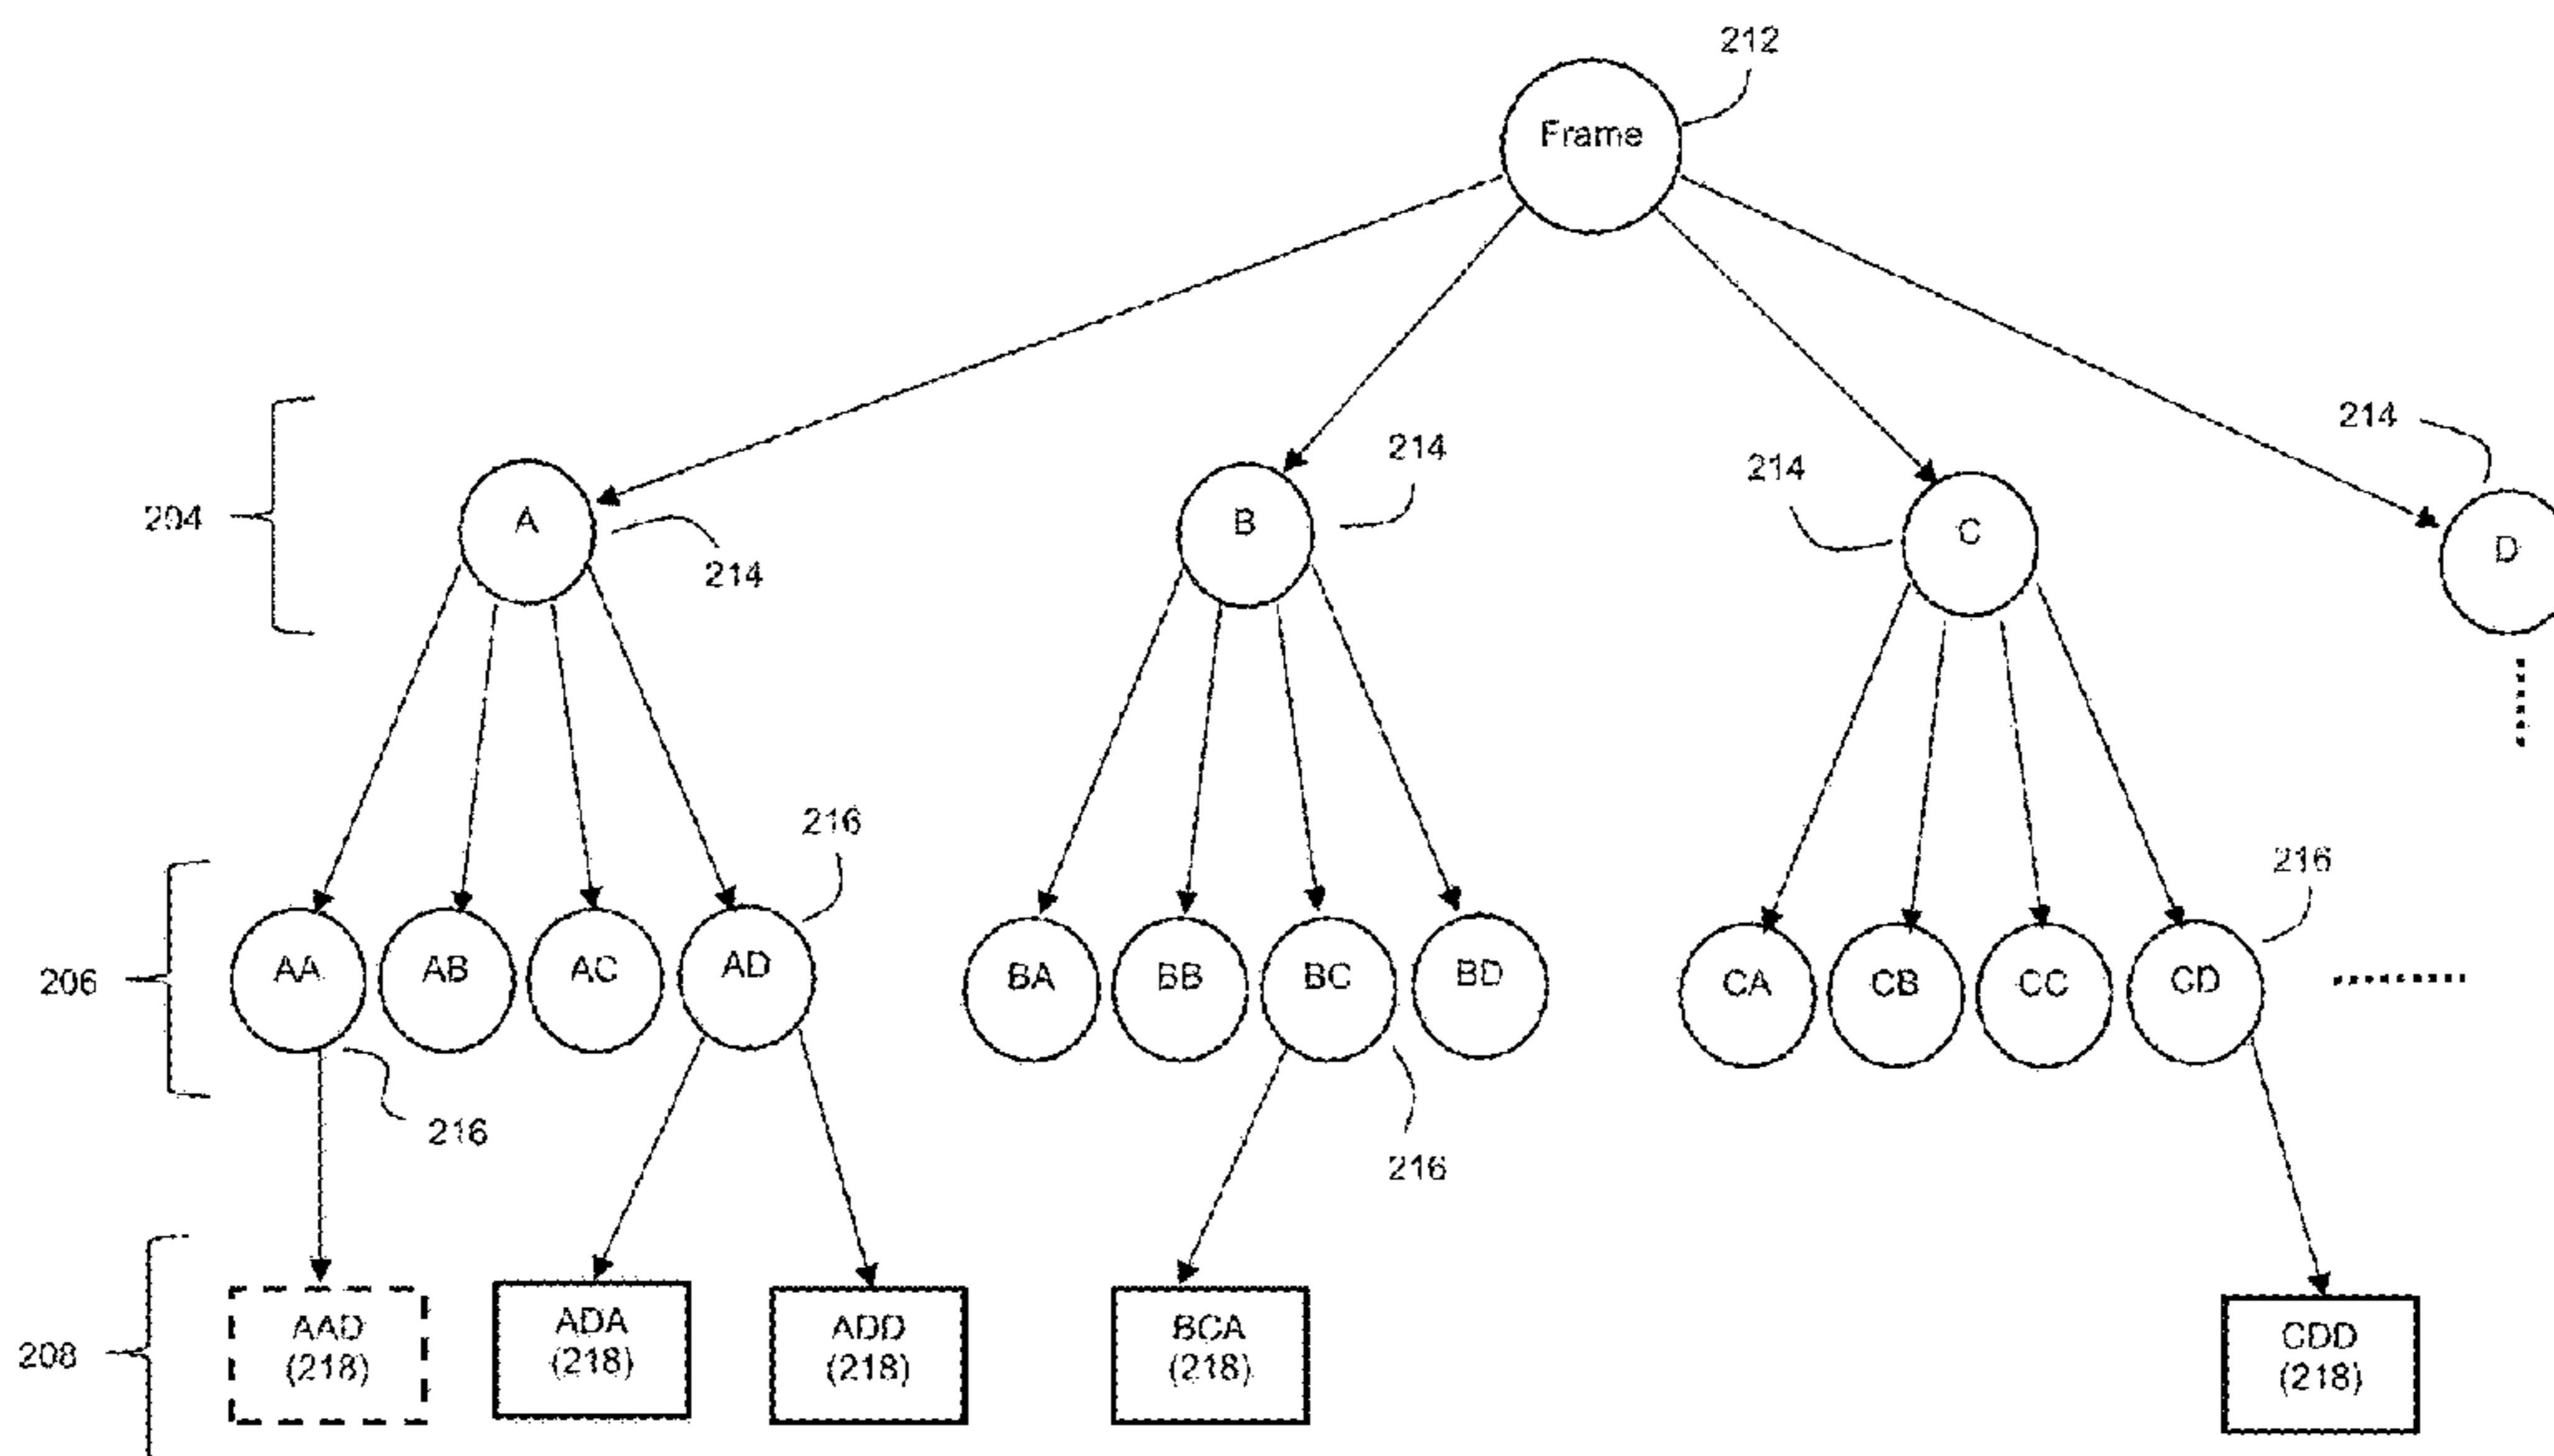 212
Frame
214
214
214
204
A
B
C
D
214
216
216
206
AA
AB
AC
AD
BA
BB
BC
BD
CA
CB
CC
CD
216
216
208
AAD
(218)
ADA
(218)
ADD
(218)
BCA
(218)
CDD
(218)